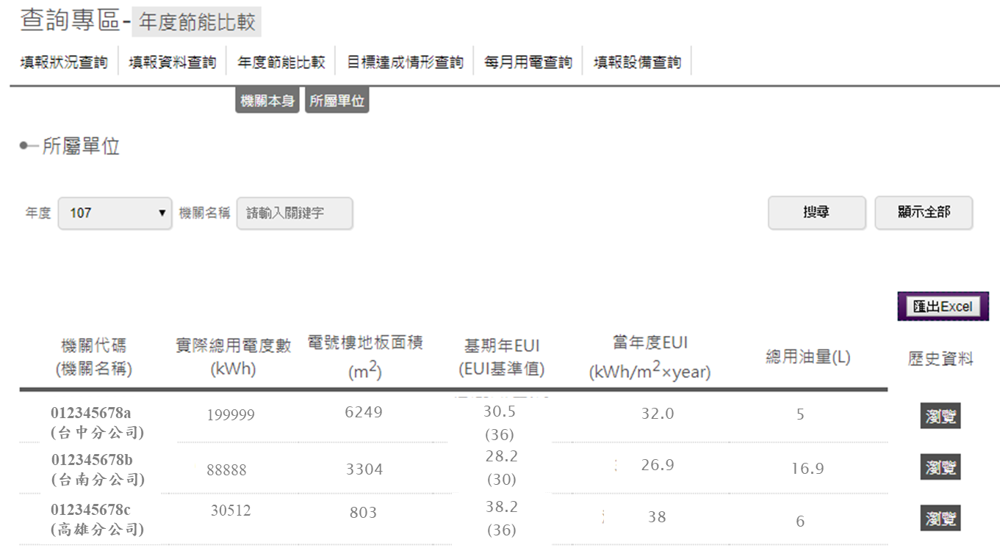 查詢專區-年度節能比較
填報狀況查詢 填報資料查詢 年度節能比較 目標達成情形查詢 每月用電查詢 填報設備查詢
機關本身 所屬單位
所屬單位
年度 107 機關名稱 請輸入關鍵字 搜尋 顯示全部
匯出Excel
機關代碼 實際總用電度數 電號樓地板面積 基期年EUI 當年度EUI 總用油量(L) 歷史資料
(機關名稱) (kWh) (m2) (EUI基準值) (kWh/m2×year)
012345678a 199999 6249 30.5 32.0 5 瀏覽
(台中分公司) (36)
012345678b 88888 3304 28.2 26.9 16.9 瀏覽
(台南分公司) (30)
012345678c 30512 803 38.2 38 6 瀏覽
(高雄分公司) (36)